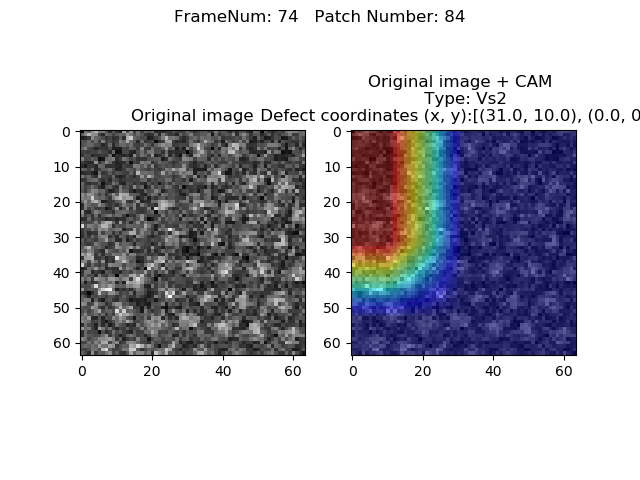 FrameNum: 74   Patch Number: 84
Original image + CAM
Type: Vs2
Original image
Defect coordinates (x, y):[(31.0, 10.0), (0.0, 0
0
10
20
30
40
50
60
0 20 40 60
0
10
20
30
40
50
60
0 20 40 60